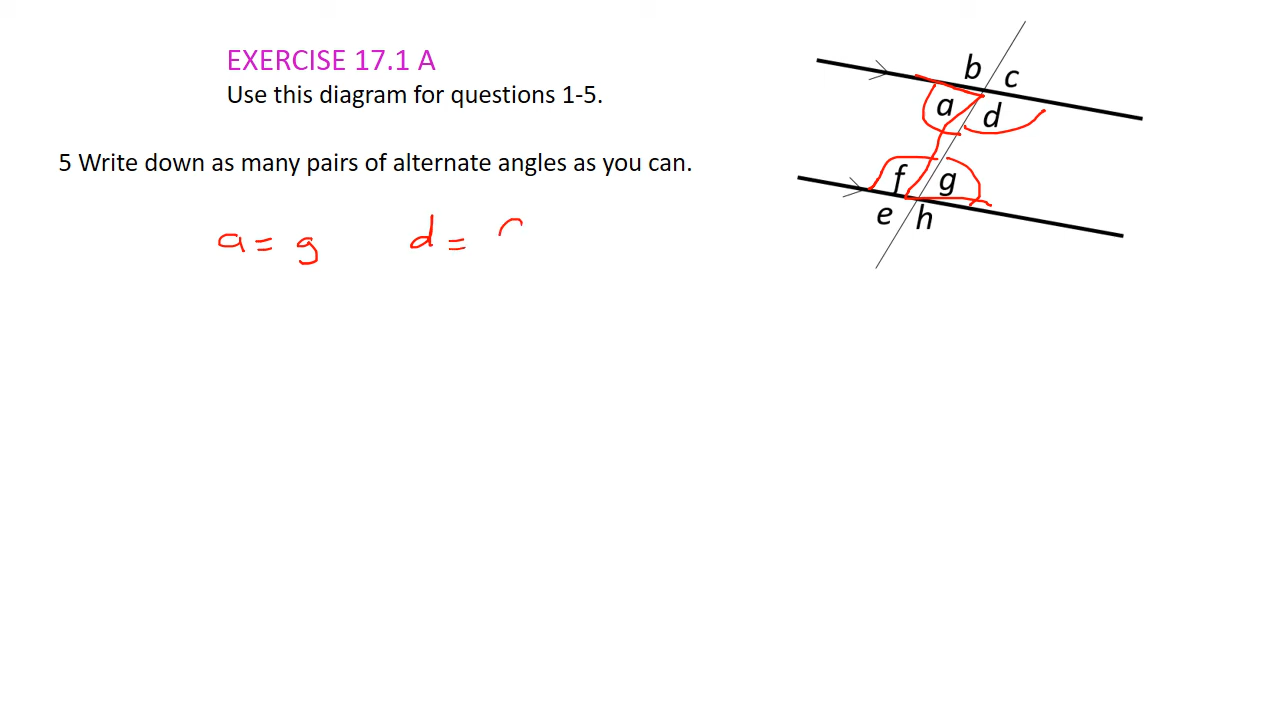 EXERCISE 17.1 A
Use this diagram for questions 1-5.
5 Write down as many pairs of alternate angles as you can.
a = g d =
b c
a d
f g
e h